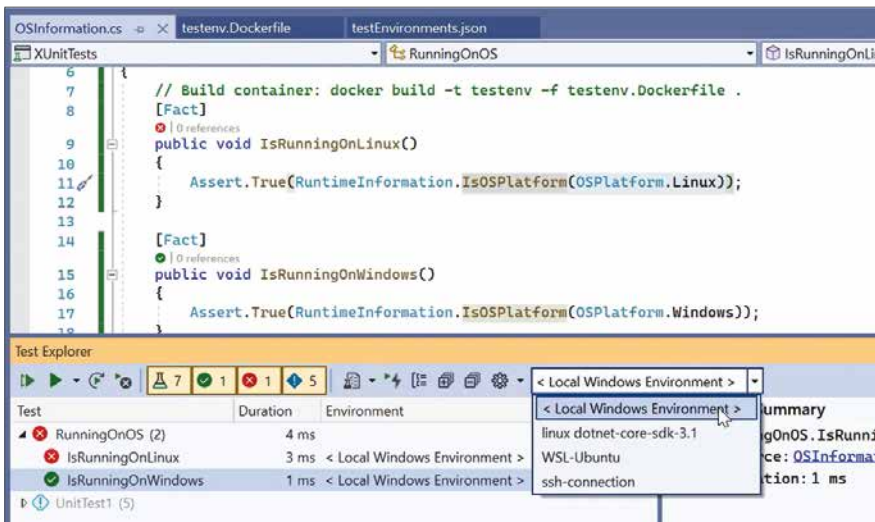 OSInformation.cs testenv.Dockerfile testEnvironments.json
XUnitTests RunningOnOS IsRunningOnLi
6 {
7 // Build container: docker build -t testenv -f testenv.Dockerfile .
8 [Fact]
0 references
9 public void IsRunningOnLinux()
10 {
11 Assert.True(RuntimeInformation.IsOSPlatform(OSPlatform.Linux));
12 }
13
14 [Fact]
0 references
15 public void IsRunningOnWindows()
16 {
17 Assert.True(RuntimeInformation.IsOSPlatform(OSPlatform.Windows));
18 }
Test Explorer
7 1 1 5 < Local Windows Environment >
Test Duration Environment < Local Windows Environment > ummary
RunningOnOS (2) 4 ms linux dotnet-core-sdk-3.1 gOnOS.IsRunni
IsRunningOnLinux 3 ms < Local Windows Environment > WSL-Ubuntu ce: OSInformat
IsRunningOnWindows 1 ms < Local Windows Environment > ssh-connection tion: 1 ms
UnitTest1 (5)